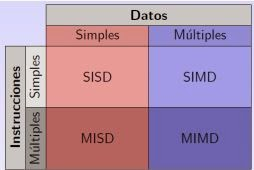 Datos
Simples Múltiples
Instrucciones
Simples
SISD SIMD
Múltiples
MISD MIMD